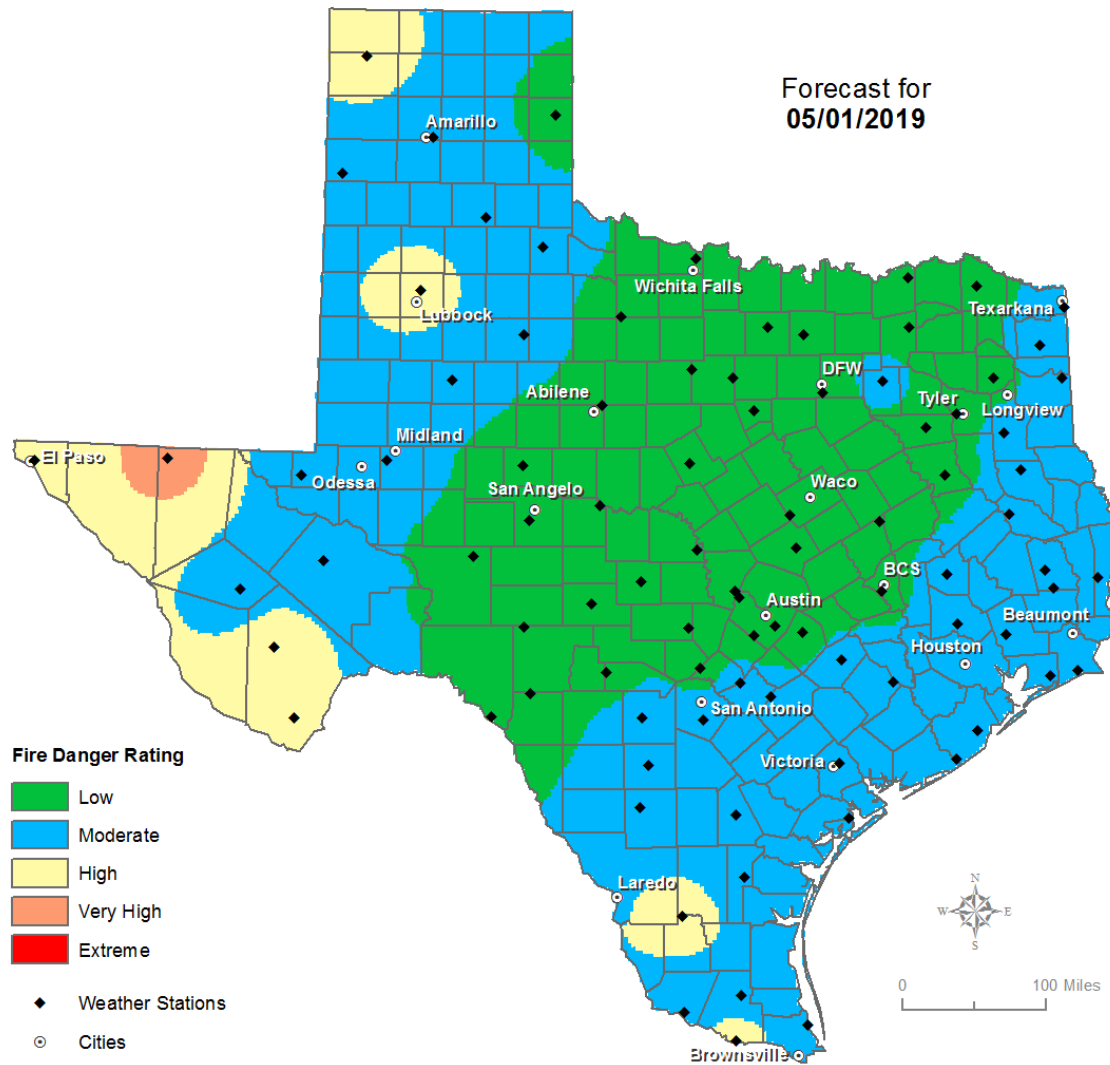 Forecast for
05/01/2019
Amarillo
Wichita Falls
Lubbock
Texarkana
DFW
Abilene
Tyler
Longview
Midland
El Paso
Odessa
San Angelo
Waco
BCS
Austin
Beaumont
Houston
San Antonio
Victoria
Laredo
Brownsville
Fire Danger Rating
Low
Moderate
High
Very High
Extreme
Weather Stations
Cities
N
W E
S
0 100 Miles